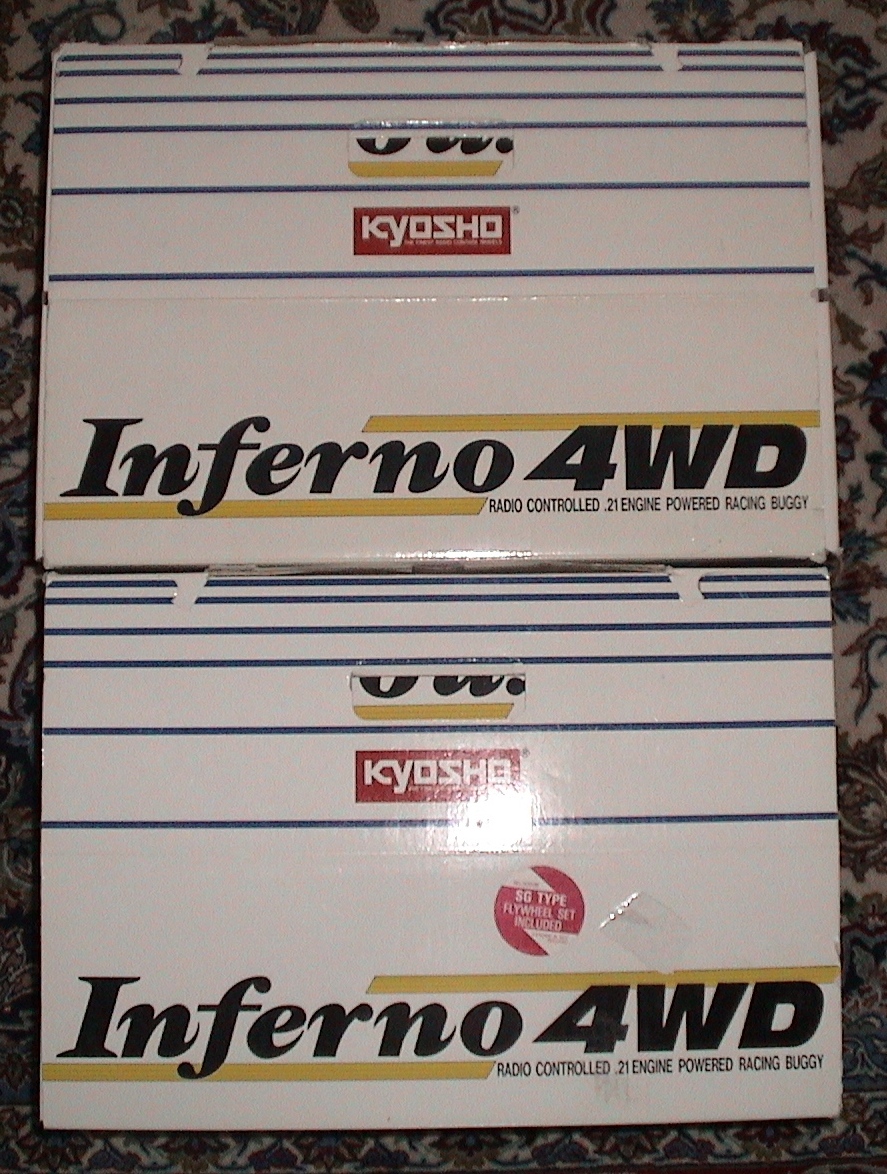 KYOSHO®
THE FINEST RADIO CONTROL MODELS
Inferno 4WD
RADIO CONTROLLED .21 ENGINE POWERED RACING BUGGY
KYOSHO®
SG TYPE
FLYWHEEL SET
INCLUDED
Inferno 4WD
RADIO CONTROLLED .21 ENGINE POWERED RACING BUGGY